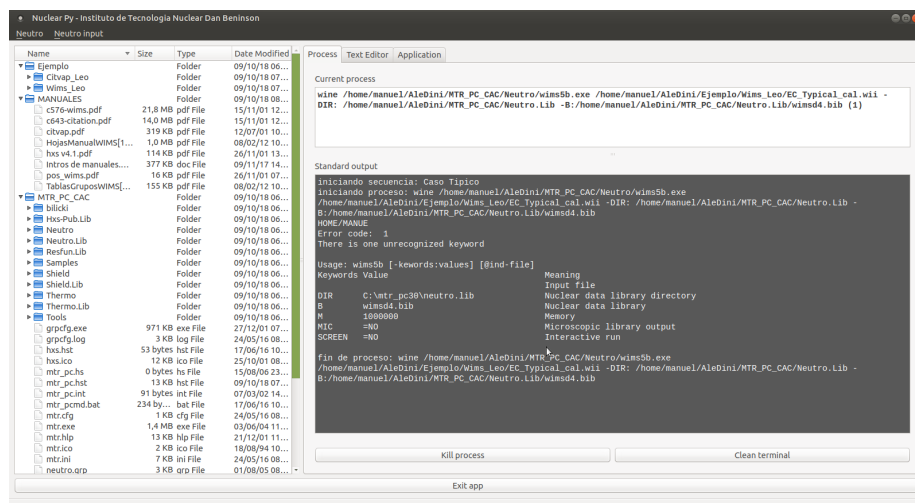 Nuclear Py - Instituto de Tecnología Nuclear Dan Beninson
Neutro Neutro input
Name Size Type Date Modified
Ejemplo Folder 09/10/18 06...
Citvap_Leo Folder 09/10/18 07...
Wims_Leo Folder 09/10/18 07...
MANUALES Folder 09/10/18 08...
c576-wims.pdf 21,8 MB pdf File 15/11/01 12...
c643-citation.pdf 14,0 MB pdf File 15/11/01 12...
citvap.pdf 319 KB pdf File 12/07/01 10...
HojasManualWIMS[1... 1,0 MB pdf File 08/02/12 10...
hxs v4.1.pdf 114 KB pdf File 26/11/01 13...
Intros de manuales.... 377 KB doc File 09/11/17 14...
pos_wims.pdf 16 KB pdf File 26/11/01 07...
TablasGruposWIMS[... 155 KB pdf File 08/02/12 10...
MTR_PC_CAC Folder 09/10/18 06...
bilicki Folder 09/10/18 06...
Hxs-Pub.Lib Folder 09/10/18 06...
Neutro Folder 09/10/18 06...
Neutro.Lib Folder 09/10/18 06...
Resfun.Lib Folder 09/10/18 06...
Samples Folder 09/10/18 06...
Shield Folder 09/10/18 06...
Shield.Lib Folder 09/10/18 06...
Thermo Folder 09/10/18 06...
Thermo.Lib Folder 09/10/18 06...
Tools Folder 09/10/18 06...
grpcfg.exe 971 KB exe File 27/12/01 07...
grpcfg.log 3 KB log File 24/05/16 08...
hxs.hst 53 bytes hst File 17/06/16 10...
hxs.ico 12 KB ico File 25/10/01 08...
mtr_pc.hs 0 bytes hs File 15/08/06 23...
mtr_pc.hst 13 KB hst File 09/10/18 07...
mtr_pc.int 91 bytes int File 07/03/02 14...
mtr_pcmd.bat 234 by... bat File 17/06/16 10...
mtr.cfg 1 KB cfg File 24/05/16 08...
mtr.exe 1,4 MB exe File 03/06/04 11...
mtr.hlp 13 KB hlp File 21/12/01 11...
mtr.ico 2 KB ico File 18/08/94 10...
mtr.ini 7 KB ini File 24/05/16 08...
neutro.grp 3 KB grp File 01/08/05 08...
Process Text Editor Application
Current process
wine /home/manuel/AleDini/MTR_PC_CAC/Neutro/wims5b.exe /home/manuel/AleDini/Ejemplo/Wims_Leo/EC_Typical_cal.wii -
DIR: /home/manuel/AleDini/MTR_PC_CAC/Neutro.Lib -B:/home/manuel/AleDini/MTR_PC_CAC/Neutro.Lib/wimsd4.bib (1)
Standard output
iniciando secuencia: Caso Tipico
iniciando proceso: wine /home/manuel/AleDini/MTR_PC_CAC/Neutro/wims5b.exe
/home/manuel/AleDini/Ejemplo/Wims_Leo/EC_Typical_cal.wii -DIR: /home/manuel/AleDini/MTR_PC_CAC/Neutro.Lib -
B:/home/manuel/AleDini/MTR_PC_CAC/Neutro.Lib/wimsd4.bib
HOME/MANUE
Error code: 1
There is one unrecognized keyword
Usage: wims5b [-kewords:values] [@ind-file]
Keywords Value Meaning
Input file
DIR C:\mtr_pc30\neutro.lib Nuclear data library directory
B wimsd4.bib Nuclear data library
M 1000000 Memory
MIC =NO Microscopic library output
SCREEN =NO Interactive run
fin de proceso: wine /home/manuel/AleDini/MTR_PC_CAC/Neutro/wims5b.exe
/home/manuel/AleDini/Ejemplo/Wims_Leo/EC_Typical_cal.wii -DIR: /home/manuel/AleDini/MTR_PC_CAC/Neutro.Lib -
B:/home/manuel/AleDini/MTR_PC_CAC/Neutro.Lib/wimsd4.bib
Kill process Clean terminal
Exit app